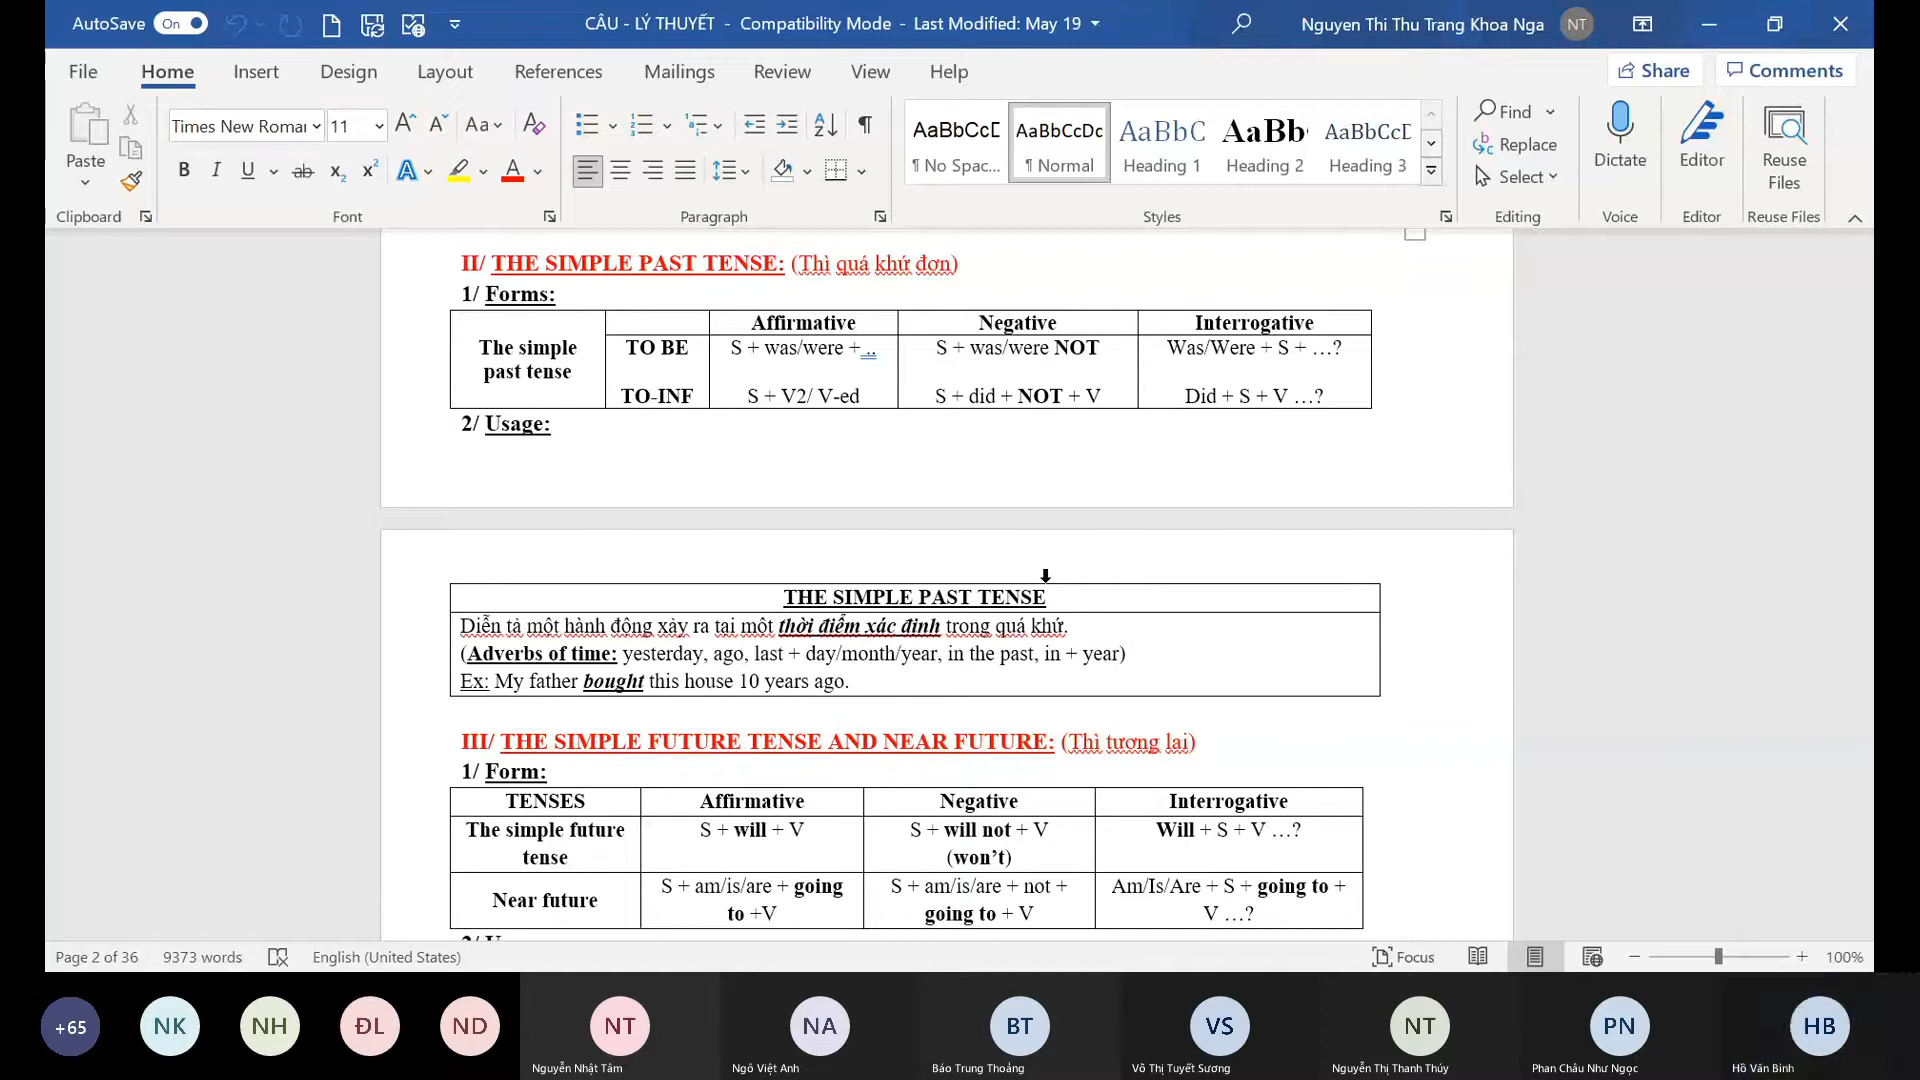 AutoSave On CÂU - LÝ THUYẾT - Compatibility Mode - Last Modified: May 19 Nguyen Thi Thu Trang Khoa Nga NT
File Home Insert Design Layout References Mailings Review View Help Share Comments
Times New Roma 11 Aa
Paste
B I U ab x2 x2 A A
AaBbCcD AaBbCcDc AaBbC AaBb AaBbCcD
¶ No Spac... ¶ Normal Heading 1 Heading 2 Heading 3
Find
Replace
Select
Dictate
Editor
Reuse
Files
Clipboard Font Paragraph Styles Editing Voice Editor Reuse Files
II/ THE SIMPLE PAST TENSE: (Thì quá khứ đơn)
1/ Forms:
Affirmative Negative Interrogative
The simple past tense
TO BE S + was/were + .. S + was/were NOT Was/Were + S + …?
TO-INF S + V2/ V-ed S + did + NOT + V Did + S + V …?
2/ Usage:
THE SIMPLE PAST TENSE
Diễn tả một hành động xảy ra tại một thời điểm xác định trong quá khứ.
(Adverbs of time: yesterday, ago, last + day/month/year, in the past, in + year)
Ex: My father bought this house 10 years ago.
III/ THE SIMPLE FUTURE TENSE AND NEAR FUTURE: (Thì tương lai)
1/ Form:
TENSES Affirmative Negative Interrogative
The simple future S + will + V S + will not + V Will + S + V …?
tense (won’t)
Near future S + am/is/are + going S + am/is/are + not + Am/Is/Are + S + going to +
to +V going to + V V …?
Page 2 of 36 9373 words English (United States) Focus 100%
+65 NK NH ĐL ND NT NA BT VS NT PN HB
Nguyễn Nhật Tâm Ngô Việt Anh Báo Trung Thoảng Võ Thị Tuyết Sương Nguyễn Thị Thanh Thúy Phan Châu Như Ngọc Hồ Văn Bình